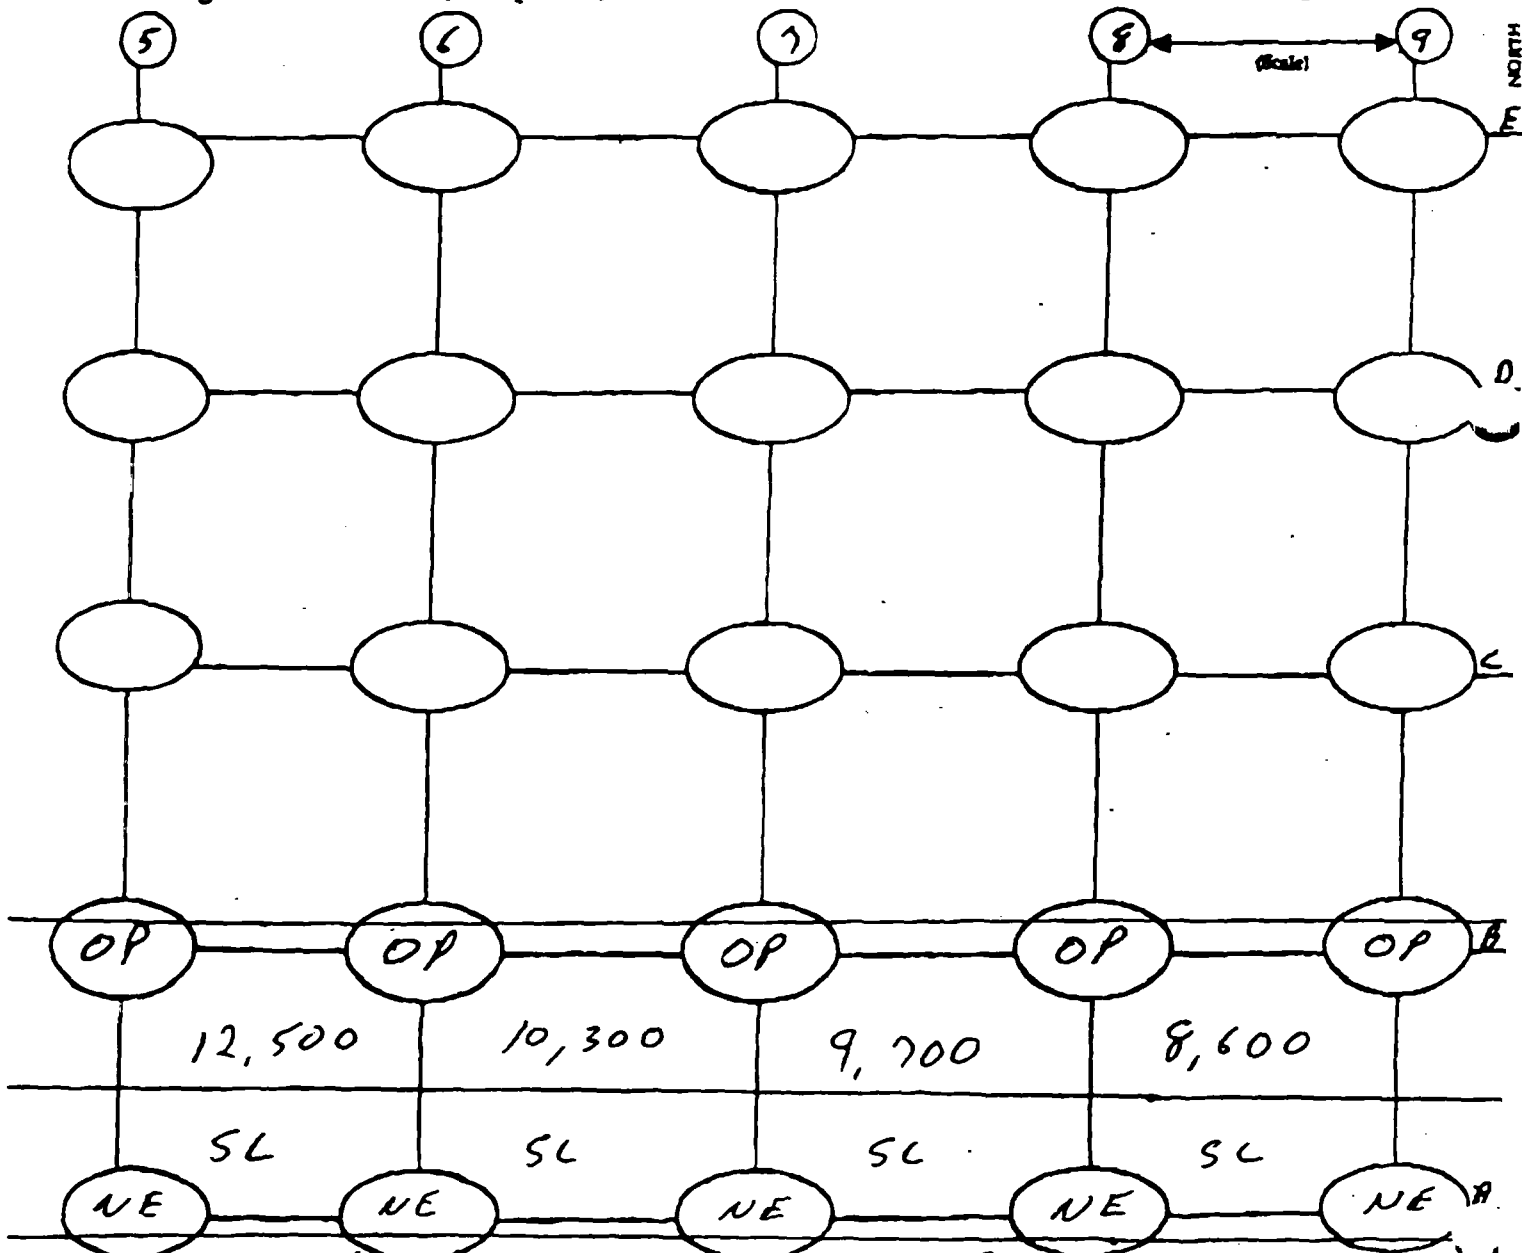 5 6 7 8 9
(Scale)
NORTH
E
D
C
OP OP OP OP OP B
12,500 10,300 9,700 8,600
SL SL SL SL
NE NE NE NE NE A